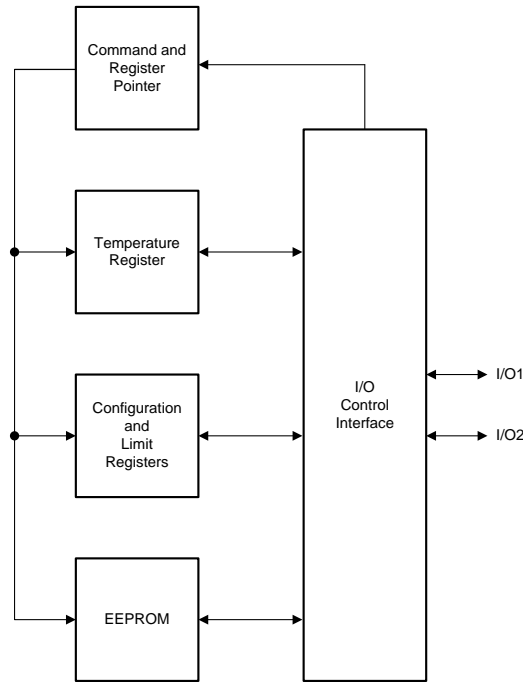 Command and
Register
Pointer
Temperature
Register
Configuration
and
Limit
Registers
EEPROM
I/O
Control
Interface
I/O1
I/O2